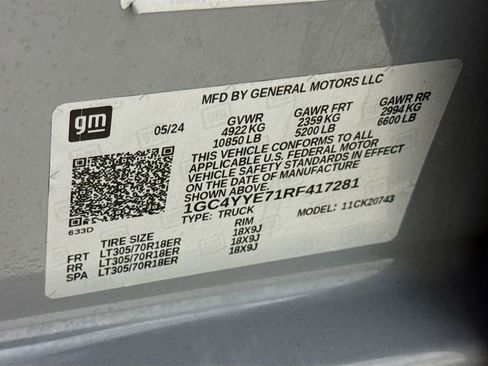 MFD BY GENERAL MOTORS LLC
gm
05/24 GVWR GAWR FRT GAWR RR
4922 KG 2359 KG 2994 KG
10850 LB 5200 LB 6600 LB
THIS VEHICLE CONFORMS TO ALL
APPLICABLE U.S. FEDERAL MOTOR
VEHICLE SAFETY STANDARDS IN EFFECT
ON THE DATE OF MANUFACTURE
SHOWN ABOVE.
1GC4YYE71RF417281
TYPE: TRUCK MODEL: 11CK20743
633D
TIRE SIZE RIM
FRT LT305/70R18ER 18X9J
RR LT305/70R18ER 18X9J
SPA LT305/70R18ER 18X9J